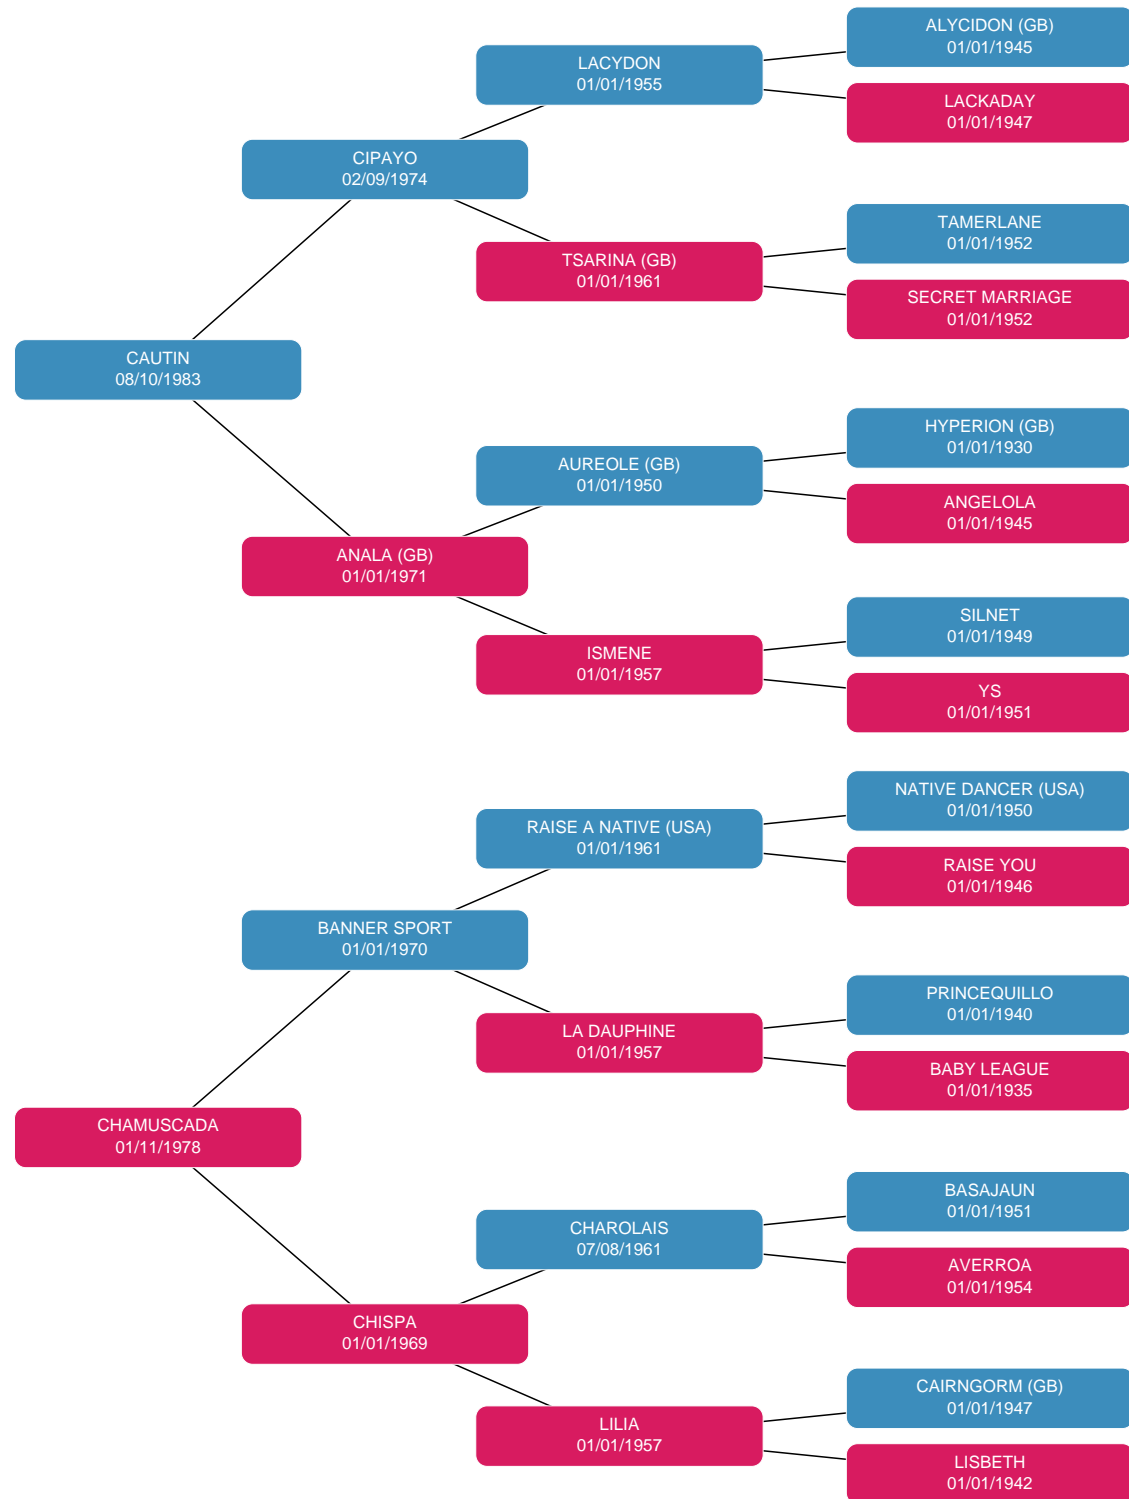 ALYCIDON (GB)
01/01/1945
LACYDON
01/01/1955
LACKADAY
01/01/1947
CIPAYO
02/09/1974
TAMERLANE
01/01/1952
TSARINA (GB)
01/01/1961
SECRET MARRIAGE
01/01/1952
CAUTIN
08/10/1983
HYPERION (GB)
01/01/1930
AUREOLE (GB)
01/01/1950
ANGELOLA
01/01/1945
ANALA (GB)
01/01/1971
SILNET
01/01/1949
ISMENE
01/01/1957
YS
01/01/1951
NATIVE DANCER (USA)
01/01/1950
RAISE A NATIVE (USA)
01/01/1961
RAISE YOU
01/01/1946
BANNER SPORT
01/01/1970
PRINCEQUILLO
01/01/1940
LA DAUPHINE
01/01/1957
BABY LEAGUE
01/01/1935
CHAMUSCADA
01/11/1978
BASAJAUN
01/01/1951
CHAROLAIS
07/08/1961
AVERROA
01/01/1954
CHISPA
01/01/1969
CAIRNGORM (GB)
01/01/1947
LILIA
01/01/1957
LISBETH
01/01/1942